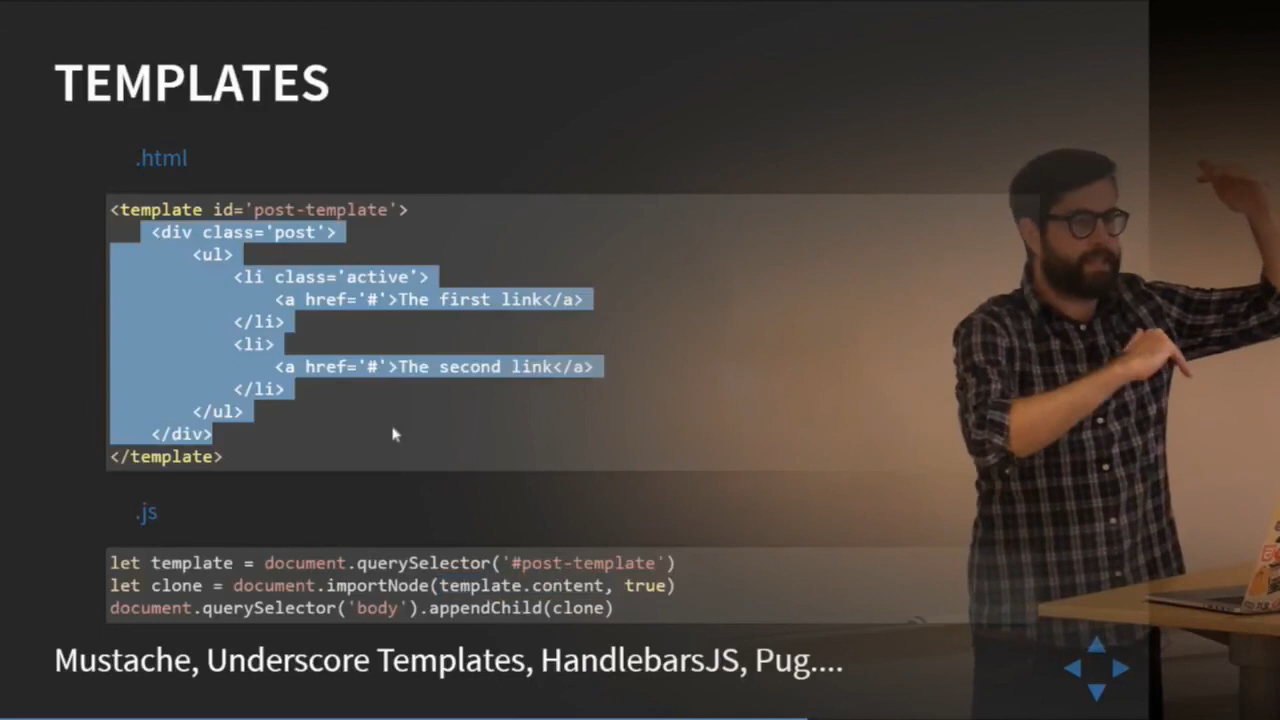 TEMPLATES
.html
<template id='post-template'>
<div class='post'>
<ul>
<li class='active'>
<a href='#'>The first link</a>
</li>
<li>
<a href='#'>The second link</a>
</li>
</ul>
</div>
</template>
.js
let template = document.querySelector('#post-template')
let clone = document.importNode(template.content, true)
document.querySelector('body').appendChild(clone)
Mustache, Underscore Templates, HandlebarsJS, Pug....